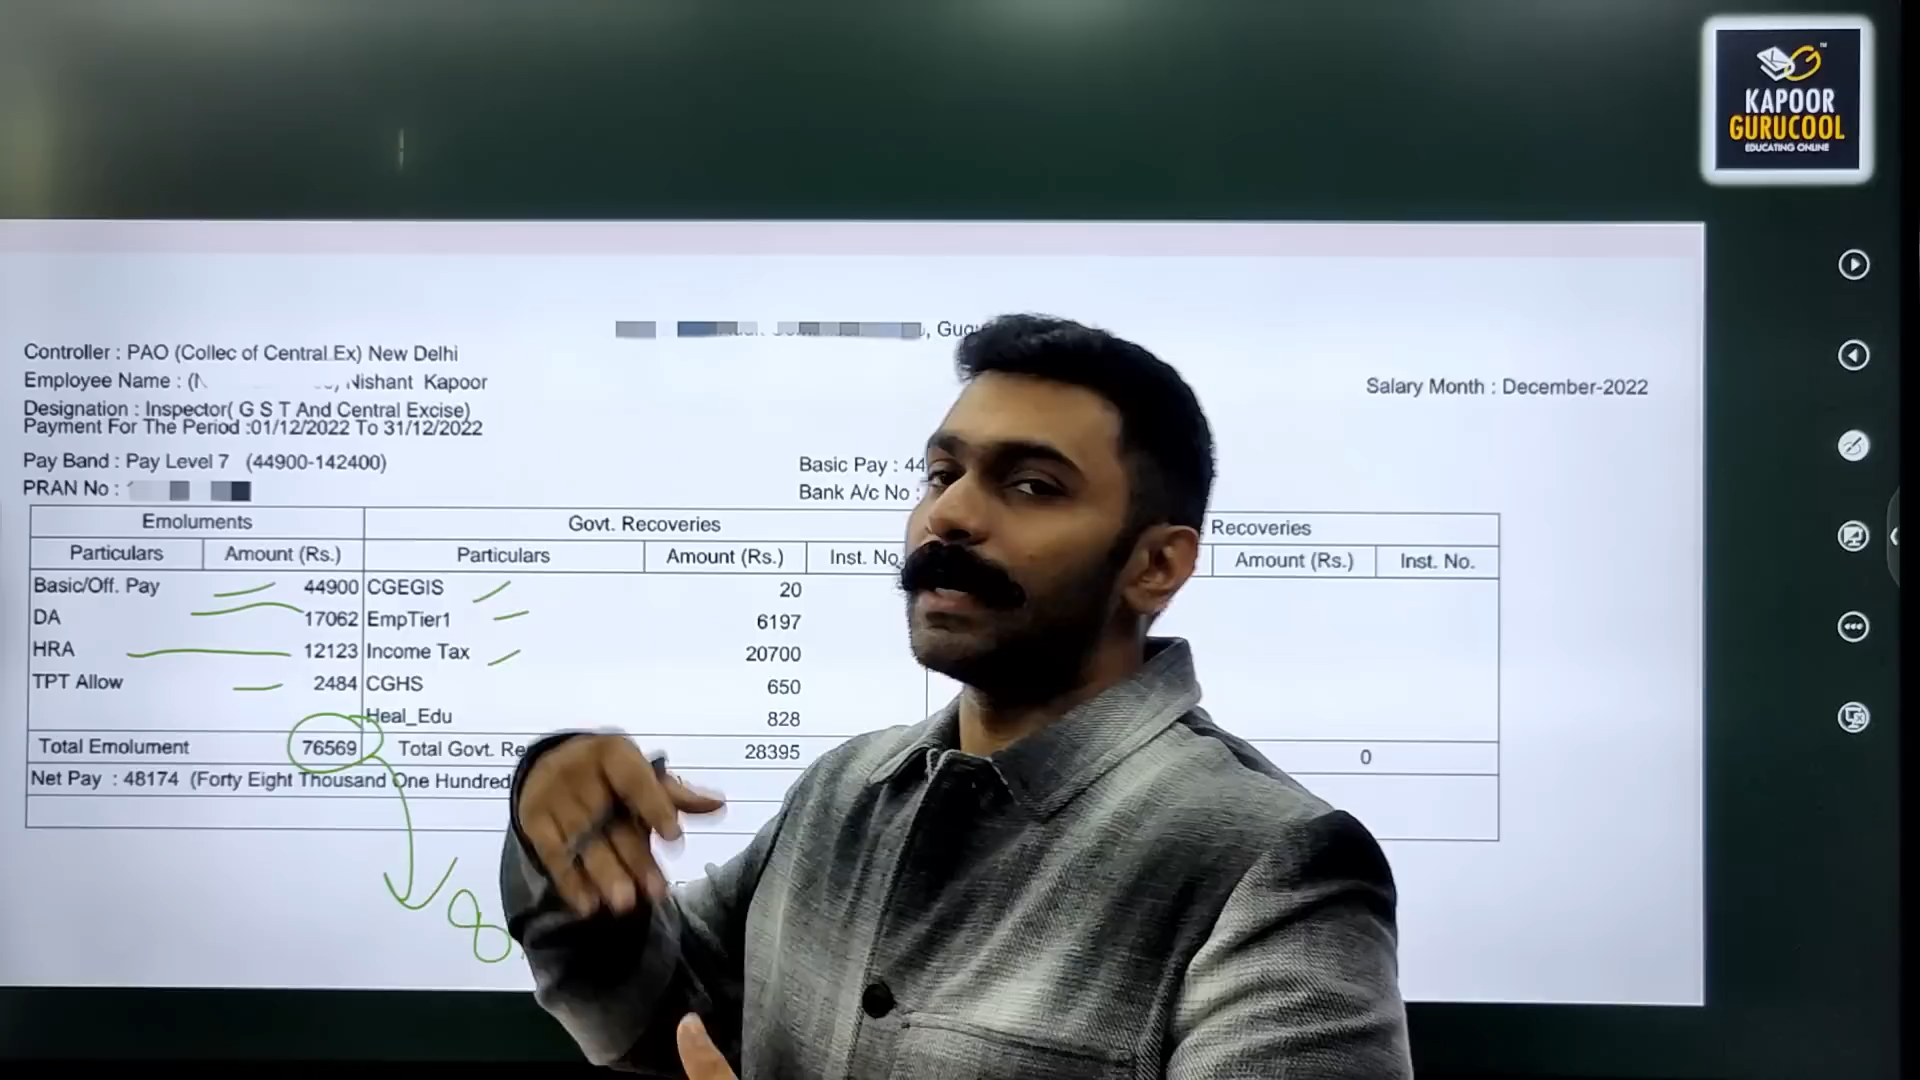 KAPOOR
GURUCOOL
EDUCATING ONLINE
Controller : PAO (Collec of Central Ex) New Delhi
Employee Name : Nishant Kapoor
Salary Month : December-2022
Designation : Inspector( G S T And Central Excise)
Payment For The Period :01/12/2022 To 31/12/2022
Pay Band : Pay Level 7 (44900-142400) Basic Pay : 44
PRAN No : Bank A/c No :
Emoluments Govt. Recoveries Recoveries
Particulars Amount (Rs.) Particulars Amount (Rs.) Inst. No. Amount (Rs.) Inst. No.
Basic/Off. Pay 44900 CGEGIS 20
DA 17062 EmpTier1 6197
HRA 12123 Income Tax 20700
TPT Allow 2484 CGHS 650
Heal_Edu 828
Total Emolument 76569 Total Govt. Re 28395 0
Net Pay : 48174 (Forty Eight Thousand One Hundred
8